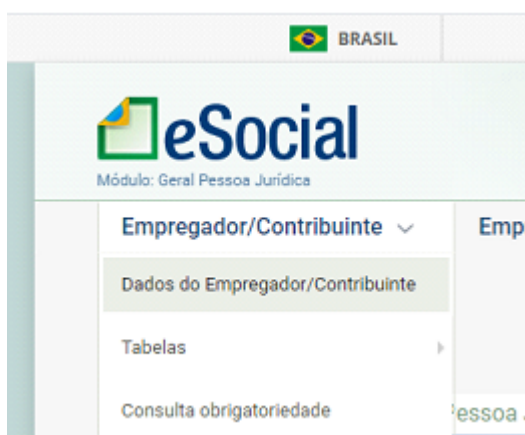 BRASIL
eSocial
Módulo: Geral Pessoa Jurídica
Empregador/Contribuinte
Dados do Empregador/Contribuinte
Tabelas
Consulta obrigatoriedade